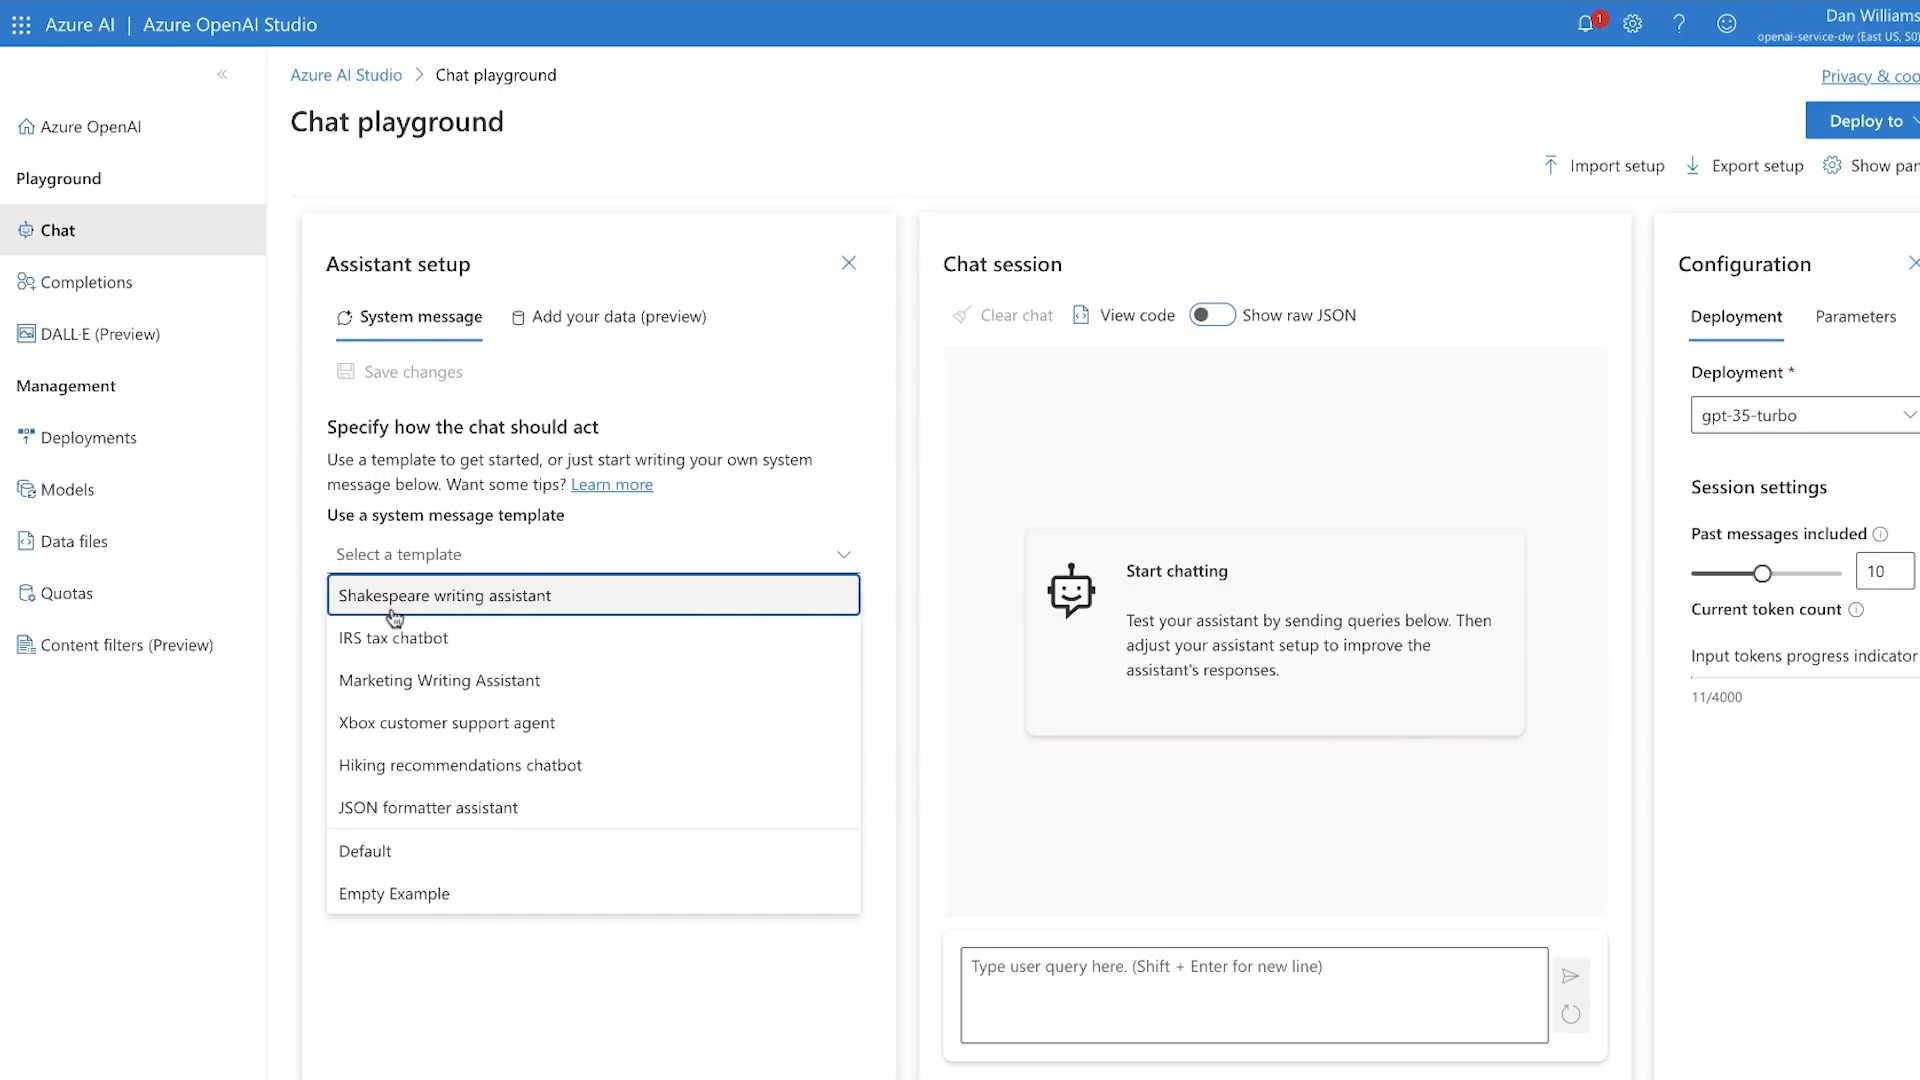 Azure AI | Azure OpenAI Studio
1
Dan Williams
openai-service-dw (East US, S0)
Azure AI Studio > Chat playground
Privacy & coo
Chat playground
Deploy to
Import setup
Export setup
Show pan
Azure OpenAI
Playground
Chat
Completions
DALL·E (Preview)
Management
Deployments
Models
Data files
Quotas
Content filters (Preview)
Assistant setup
System message
Add your data (preview)
Save changes
Specify how the chat should act
Use a template to get started, or just start writing your own system
message below. Want some tips? Learn more
Use a system message template
Select a template
Shakespeare writing assistant
IRS tax chatbot
Marketing Writing Assistant
Xbox customer support agent
Hiking recommendations chatbot
JSON formatter assistant
Default
Empty Example
Chat session
Clear chat
View code
Show raw JSON
Start chatting
Test your assistant by sending queries below. Then
adjust your assistant setup to improve the
assistant's responses.
Type user query here. (Shift + Enter for new line)
Configuration
Deployment
Parameters
Deployment *
gpt-35-turbo
Session settings
Past messages included
10
Current token count
Input tokens progress indicator
11/4000